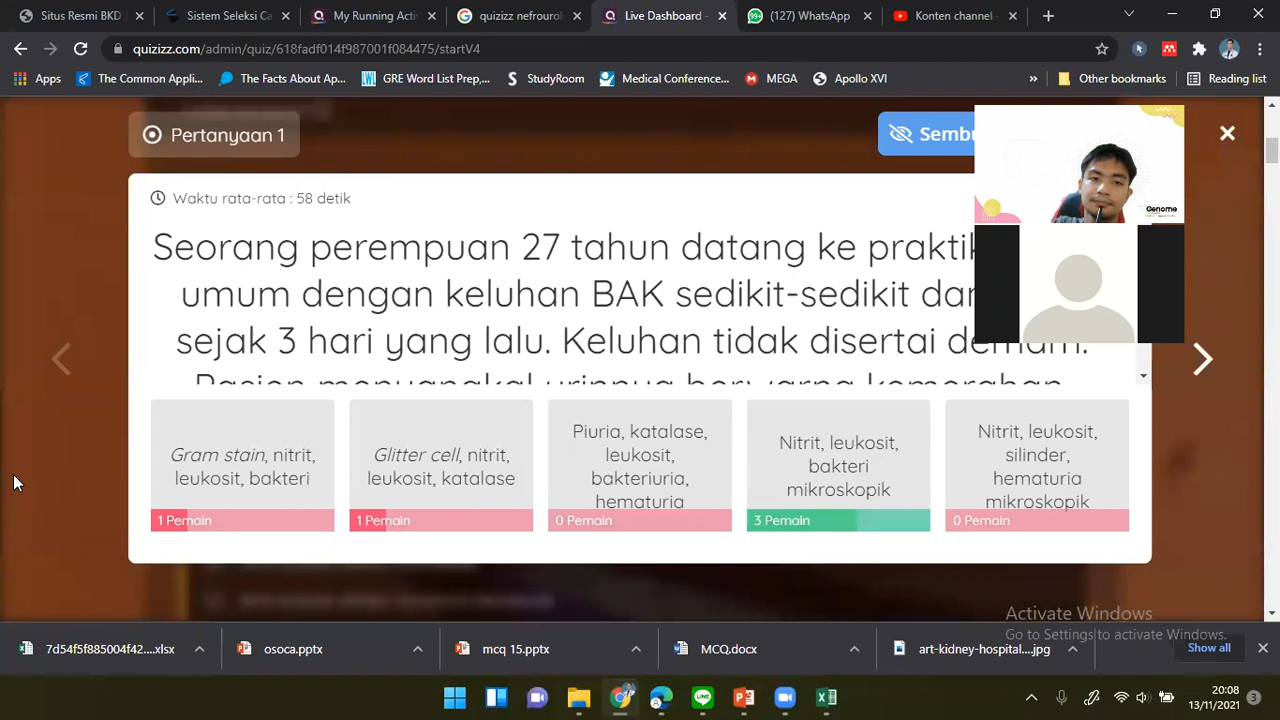 Situs Resmi BKD
Sistem Seleksi Ca
My Running Acti
quizizz nefrourol
Live Dashboard -
(127) WhatsApp
Konten channel -
quizizz.com/admin/quiz/618fadf014f987001f084475/startV4
Apps
The Common Appli...
The Facts About Ap...
GRE Word List Prep,...
StudyRoom
Medical Conference...
MEGA
Apollo XVI
»
Other bookmarks
Reading list
Pertanyaan 1
Sembu
Waktu rata-rata : 58 detik
Seorang perempuan 27 tahun datang ke praktik
umum dengan keluhan BAK sedikit-sedikit dan
sejak 3 hari yang lalu. Keluhan tidak disertai demam.
Pasien menyangkal urinnya berwarna kemerahan
Genome
Gram stain, nitrit,
leukosit, bakteri
1 Pemain
Glitter cell, nitrit,
leukosit, katalase
1 Pemain
Piuria, katalase,
leukosit,
bakteriuria,
hematuria
0 Pemain
Nitrit, leukosit,
bakteri
mikroskopik
3 Pemain
Nitrit, leukosit,
silinder,
hematuria
mikroskopik
0 Pemain
Activate Windows
Go to Settings to activate Windows.
7d54f5f885004f42....xlsx
osoca.pptx
mcq 15.pptx
MCQ.docx
art-kidney-hospital....jpg
Show all
20:08
13/11/2021
3